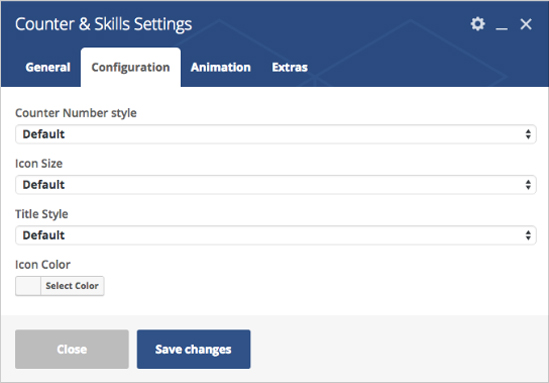 Counter & Skills Settings
General Configuration Animation Extras
Counter Number style
Default
Icon Size
Default
Title Style
Default
Icon Color
Select Color
Close Save changes